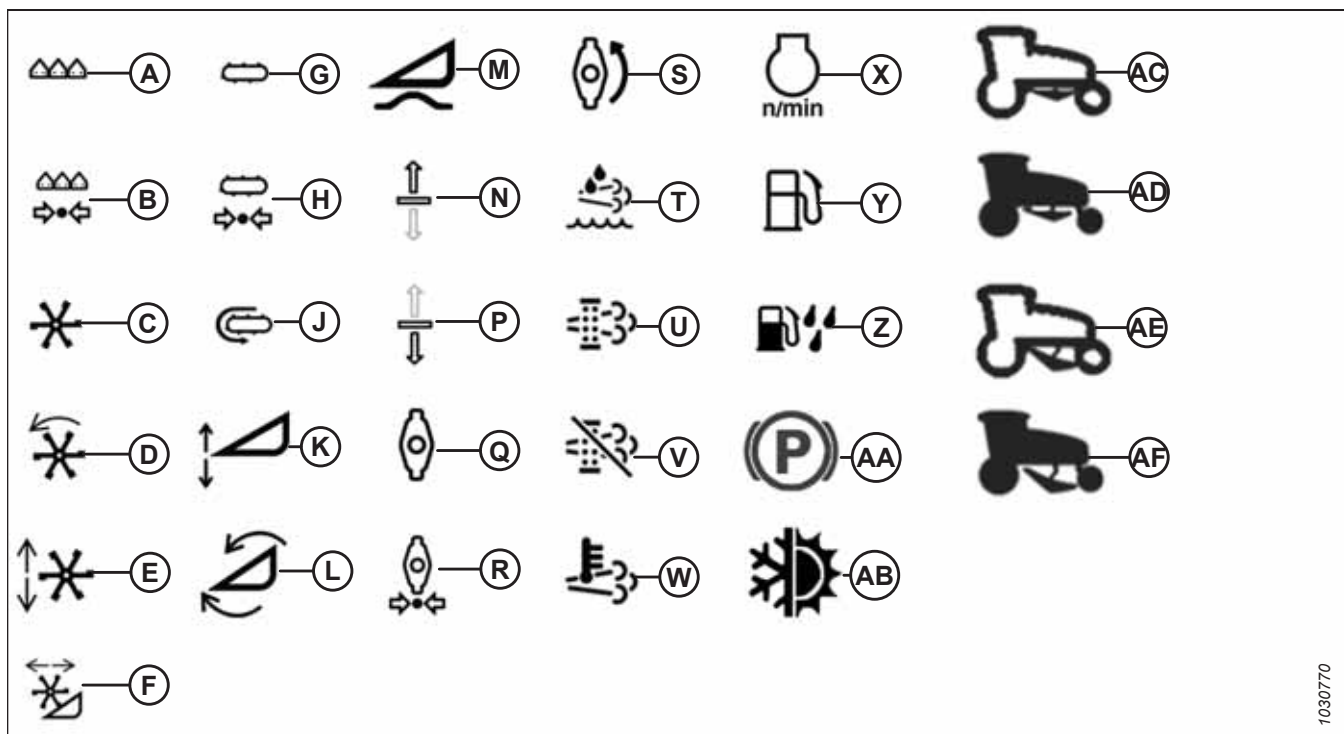 A G M S X AC
n/min
B H N T Y AD
C J P U Z AE
D K Q V P AA AF
E L R W AB
F
1030770